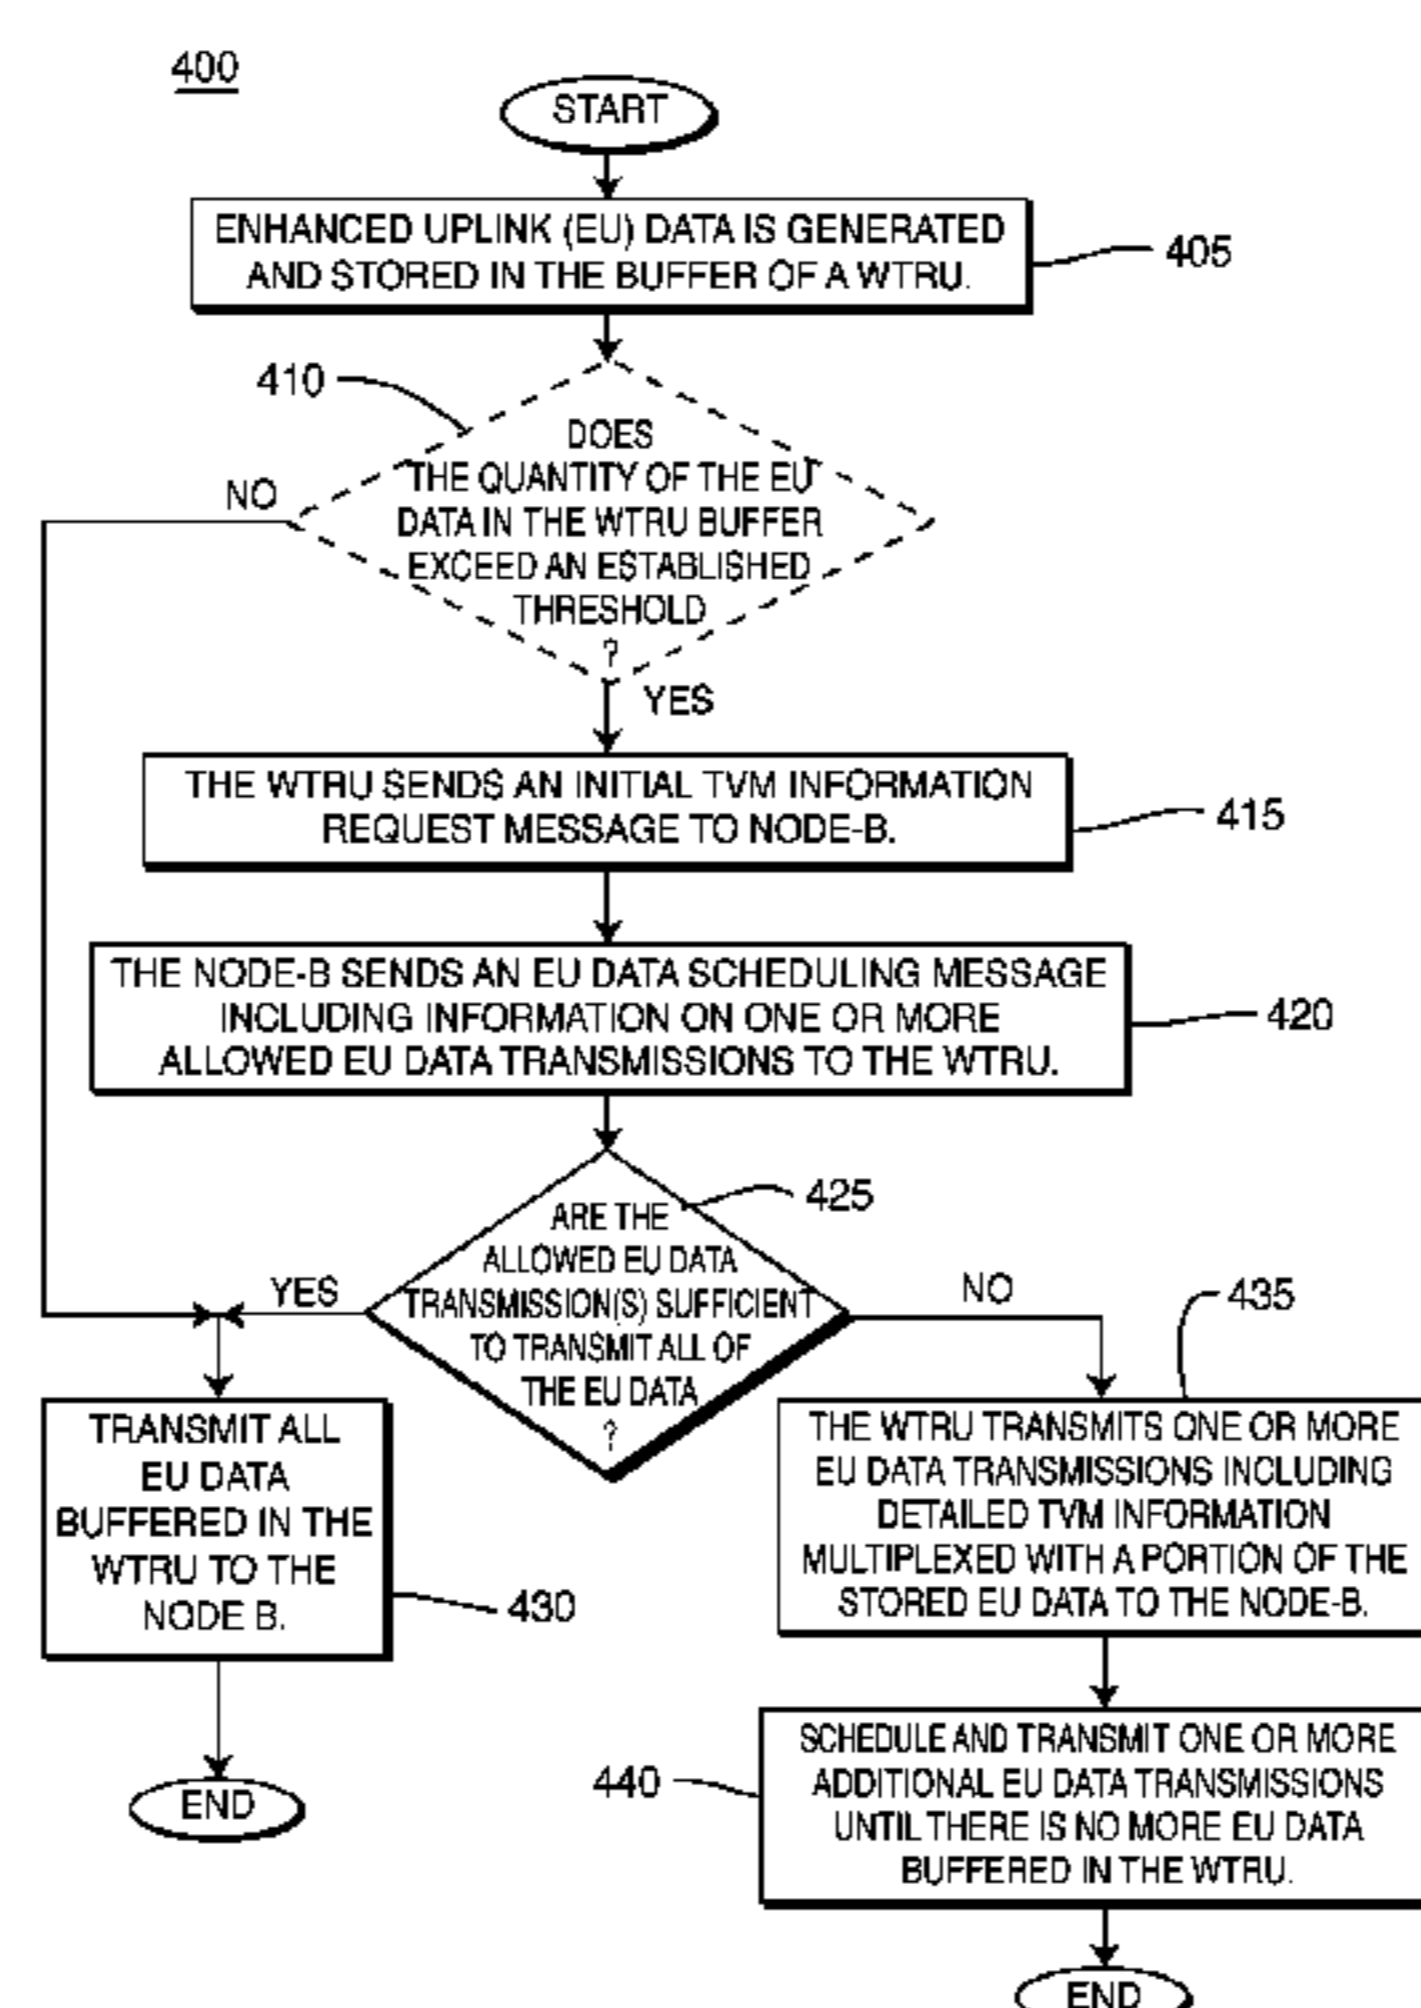 400
START
ENHANCED UPLINK (EU) DATA IS GENERATED
AND STORED IN THE BUFFER OF A WTRU.
405
410
DOES
THE QUANTITY OF THE EU
DATA IN THE WTRU BUFFER
EXCEED AN ESTABLISHED
THRESHOLD
?
NO
YES
THE WTRU SENDS AN INITIAL TVM INFORMATION
REQUEST MESSAGE TO NODE-B.
415
THE NODE-B SENDS AN EU DATA SCHEDULING MESSAGE
INCLUDING INFORMATION ON ONE OR MORE
ALLOWED EU DATA TRANSMISSIONS TO THE WTRU.
420
425
ARE THE
ALLOWED EU DATA
TRANSMISSION(S) SUFFICIENT
TO TRANSMIT ALL OF
THE EU DATA
?
YES
NO
TRANSMIT ALL
EU DATA
BUFFERED IN THE
WTRU TO THE
NODE B.
430
END
435
THE WTRU TRANSMITS ONE OR MORE
EU DATA TRANSMISSIONS INCLUDING
DETAILED TVM INFORMATION
MULTIPLEXED WITH A PORTION OF THE
STORED EU DATA TO THE NODE-B.
440
SCHEDULE AND TRANSMIT ONE OR MORE
ADDITIONAL EU DATA TRANSMISSIONS
UNTIL THERE IS NO MORE EU DATA
BUFFERED IN THE WTRU.
END